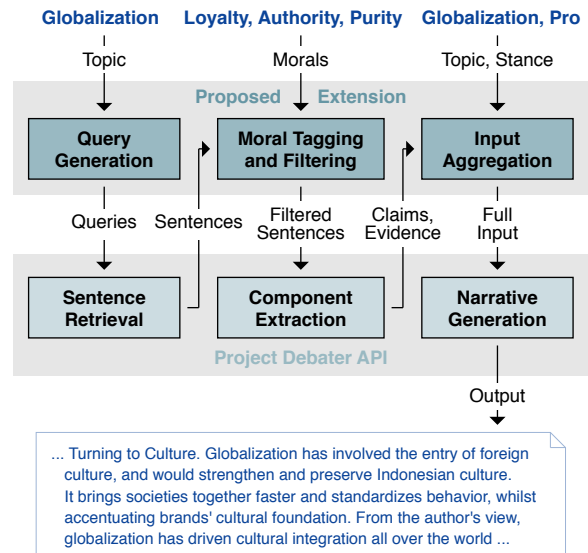 Globalization Loyalty, Authority, Purity Globalization, Pro
Topic Morals Topic, Stance
Proposed Extension
Query Generation
Moral Tagging and Filtering
Input Aggregation
Queries Sentences Filtered Sentences Claims, Evidence Full Input
Sentence Retrieval
Component Extraction
Narrative Generation
Project Debater API
Output
... Turning to Culture. Globalization has involved the entry of foreign
culture, and would strengthen and preserve Indonesian culture.
It brings societies together faster and standardizes behavior, whilst
accentuating brands' cultural foundation. From the author's view,
globalization has driven cultural integration all over the world ...